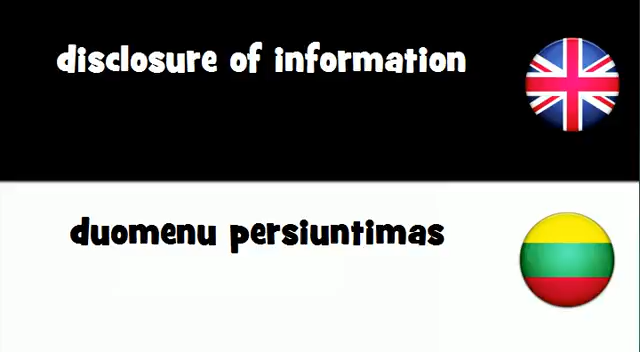 disclosure of information
duomenu persiuntimas